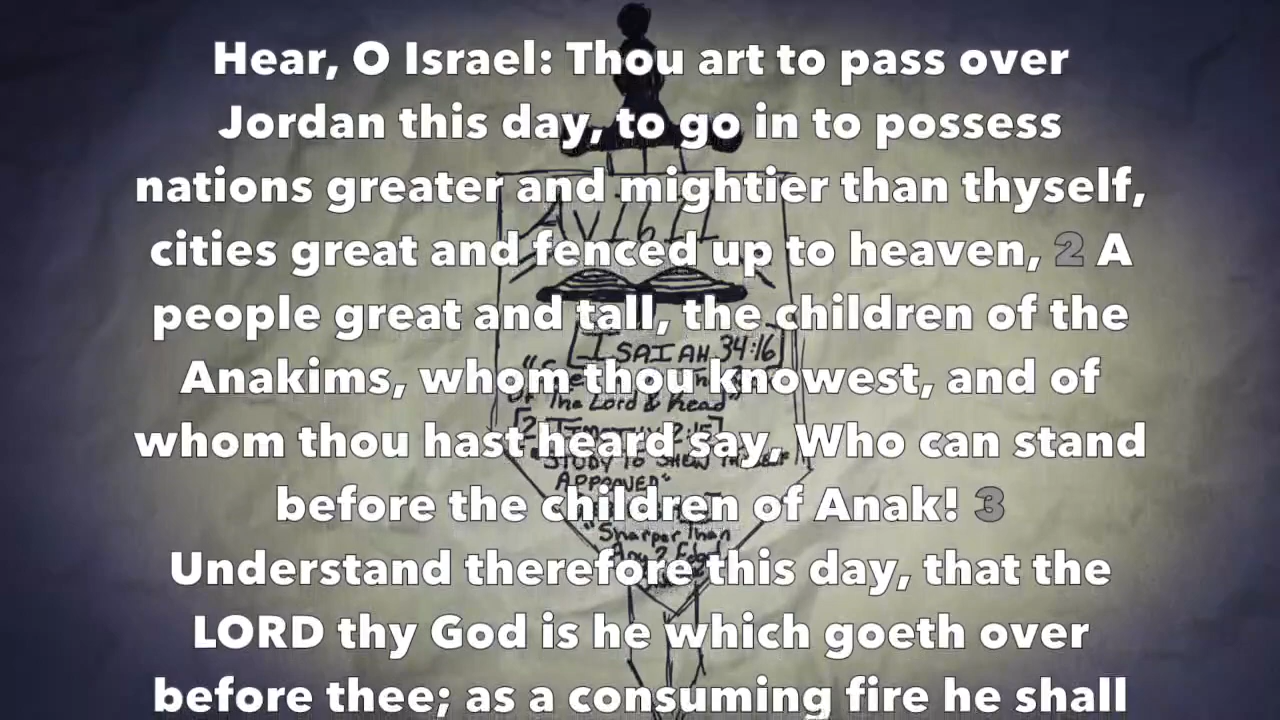 Hear, O Israel: Thou art to pass over
Jordan this day, to go in to possess
nations greater and mightier than thyself,
cities great and fenced up to heaven, 2 A
people great and tall, the children of the
Anakims, whom thou knowest, and of
whom thou hast heard say, Who can stand
before the children of Anak! 3
Understand therefore this day, that the
LORD thy God is he which goeth over
before thee; as a consuming fire he shall
[ISAIAH 34:16]
Of The Lord & Read"
"STUDY TO SHEW
APPROVED"
"Sharper Than
Any 2 Edge